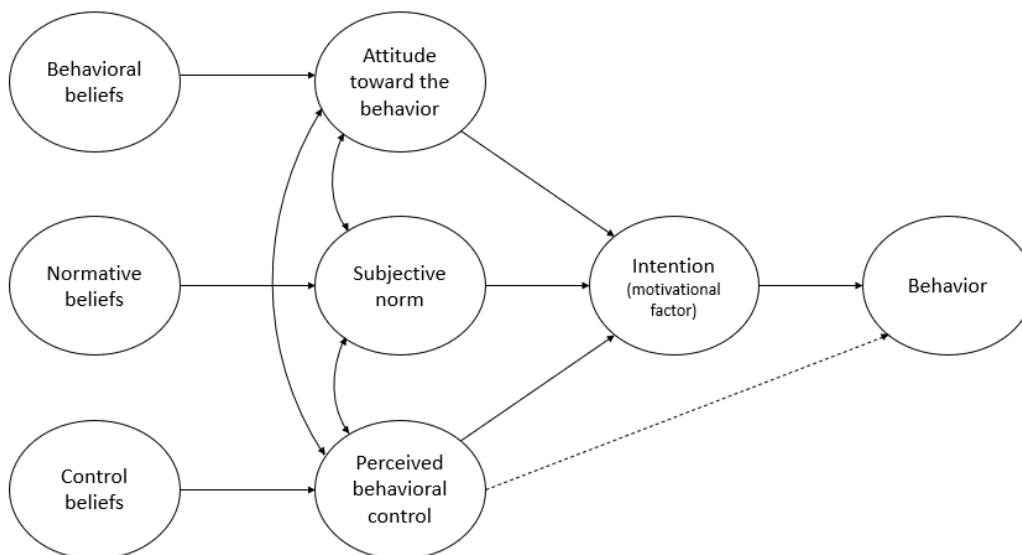 Behavioral
beliefs
Attitude
toward the
behavior
Normative
beliefs
Subjective
norm
Intention
(motivational
factor)
Behavior
Control
beliefs
Perceived
behavioral
control